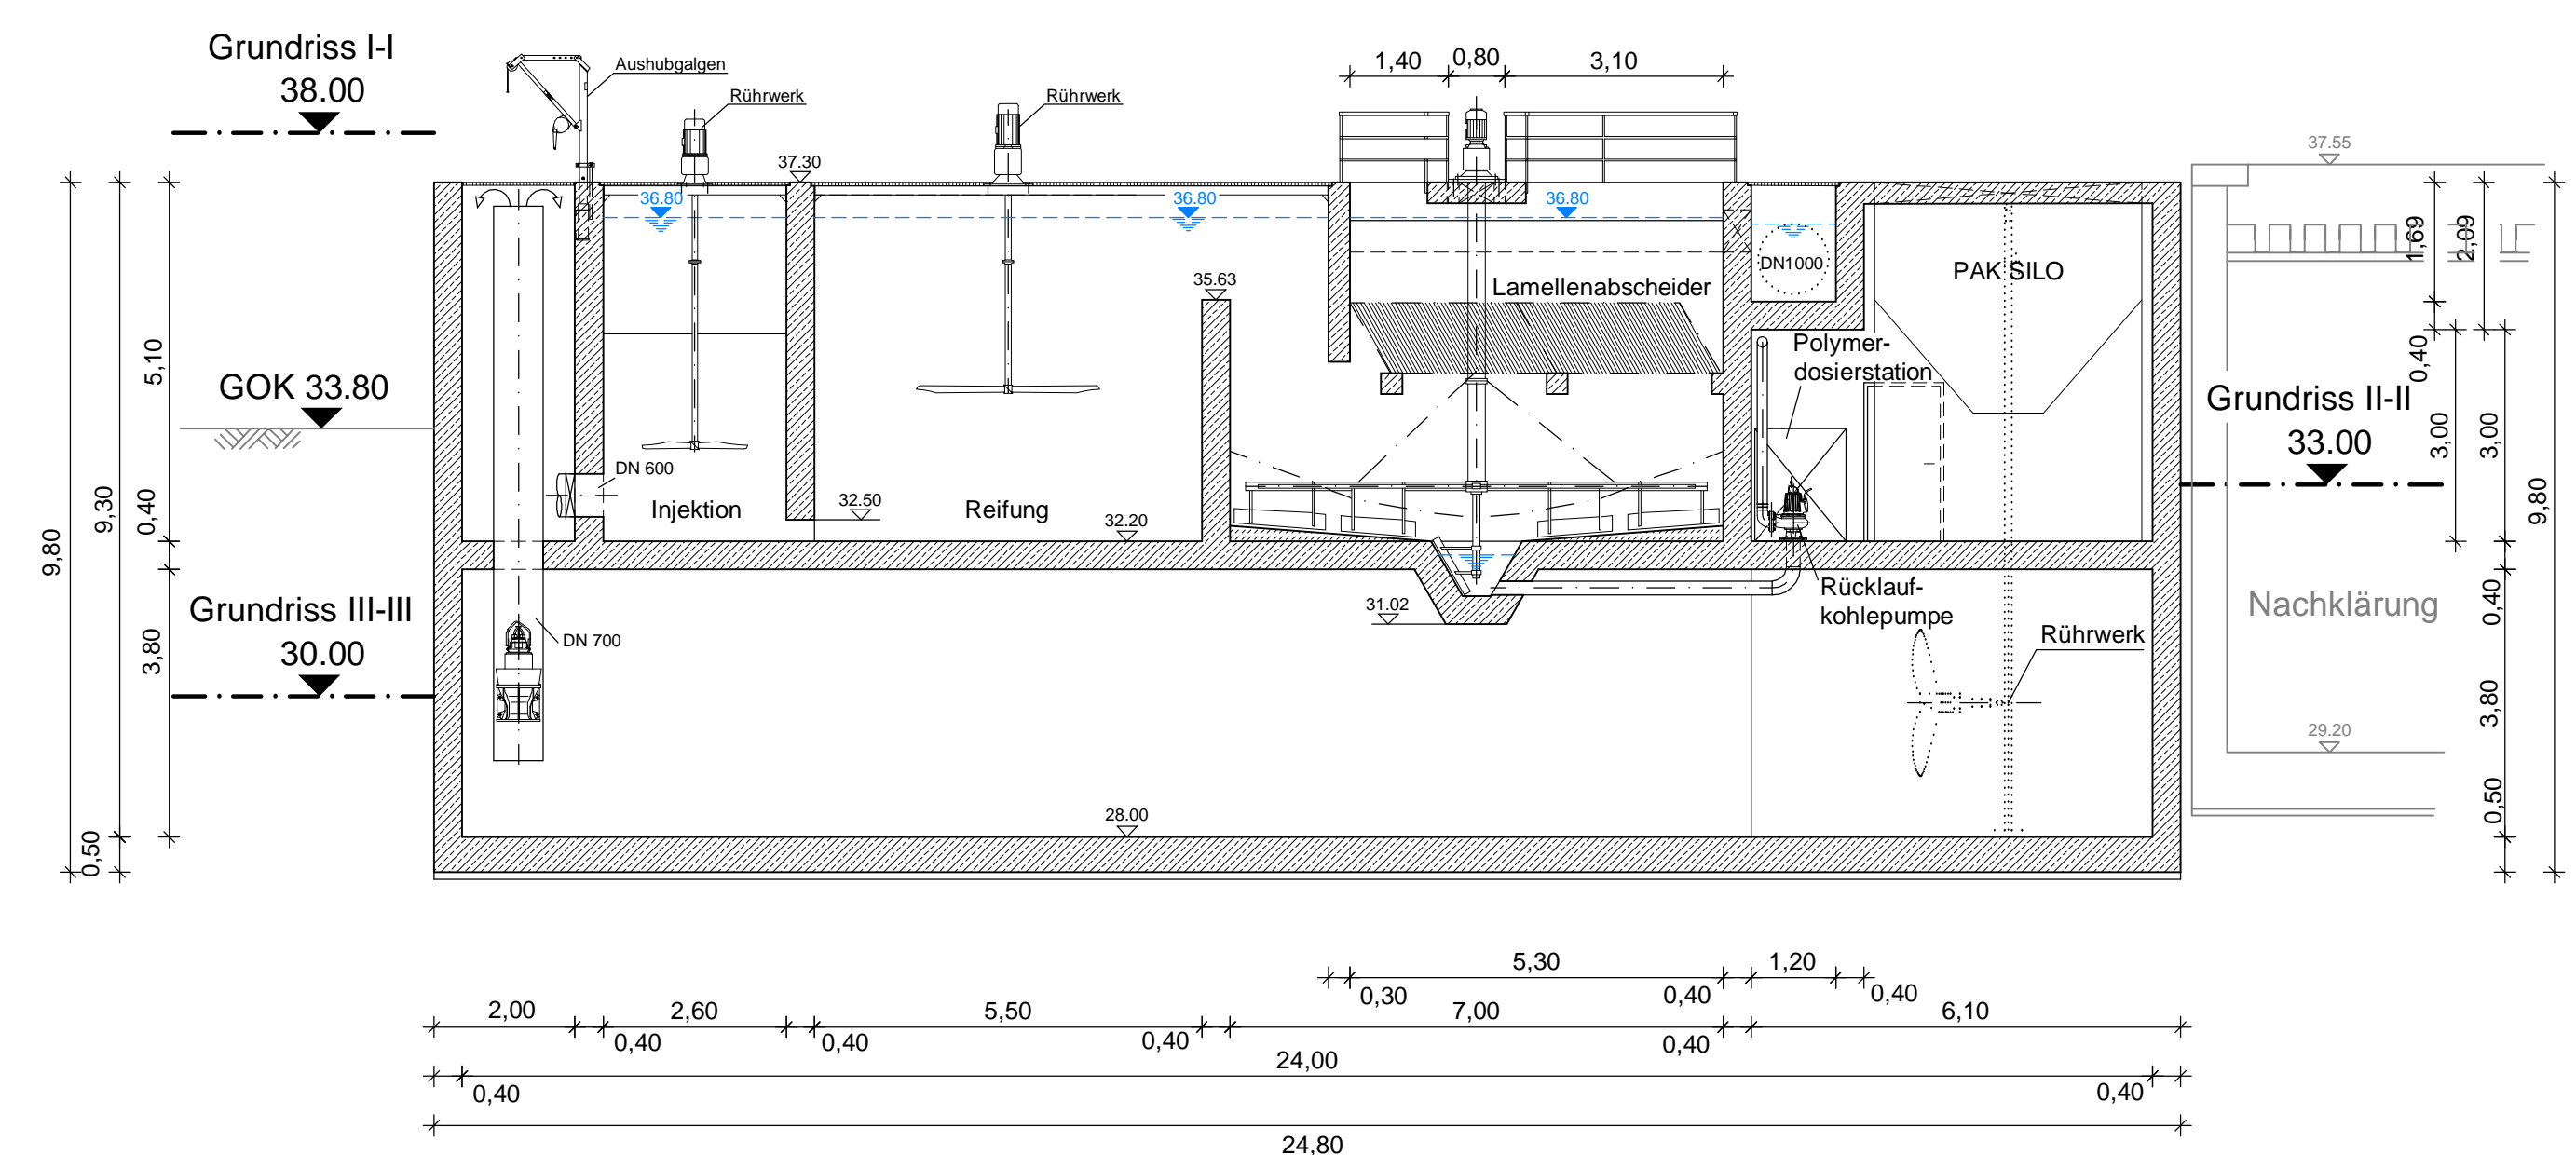 Grundriss I-I
38.00
Aushubgalgen
Rührwerk
Rührwerk
1,40
0,80
3,10
37.55
37.30
36.80
36.80
36.80
DN1000
PAK SILO
1,69
2,09
35.63
Lamellenabscheider
Polymer-
dosierstation
0,40
5,10
GOK 33.80
Grundriss II-II
33.00
3,00
3,00
DN 600
9,80
9,30
0,40
Injektion
Reifung
32.50
32.20
9,80
Grundriss III-III
30.00
3,80
DN 700
31.02
Rücklauf-
kohlepumpe
Rührwerk
0,40
Nachklärung
3,80
29.20
28.00
0,50
0,50
5,30
1,20
0,30
0,40
0,40
2,00
2,60
5,50
7,00
6,10
0,40
0,40
0,40
0,40
24,00
0,40
0,40
24,80